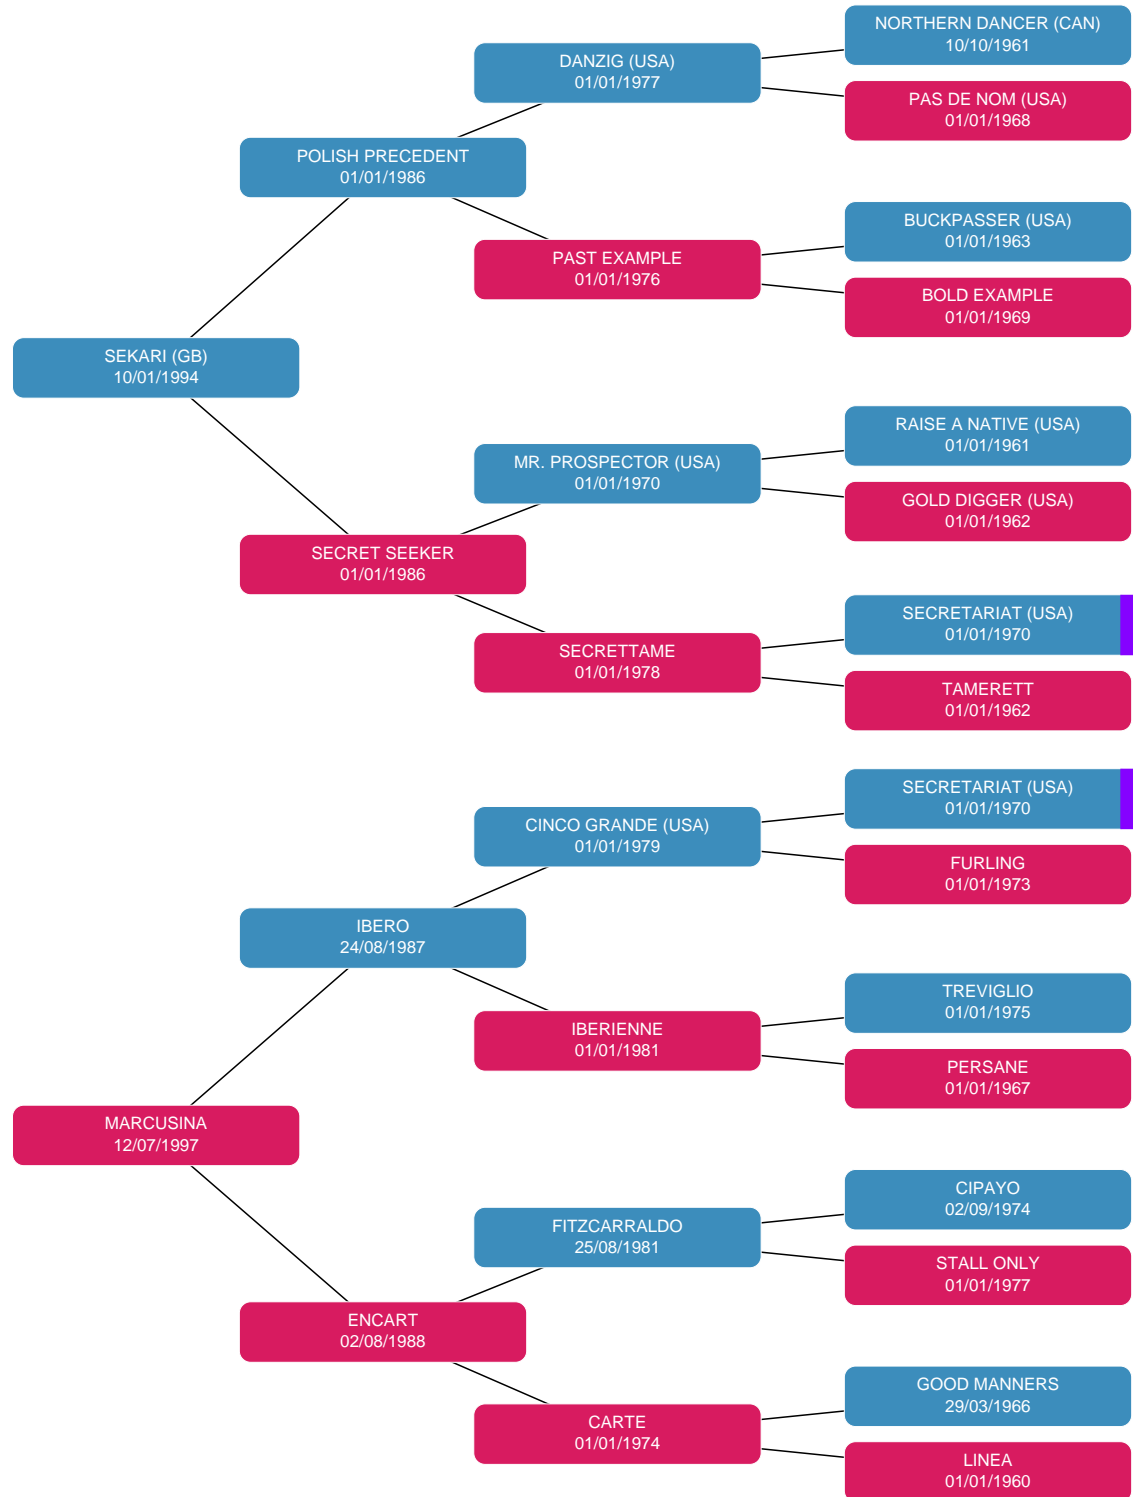 NORTHERN DANCER (CAN)
10/10/1961
DANZIG (USA)
01/01/1977
PAS DE NOM (USA)
01/01/1968
POLISH PRECEDENT
01/01/1986
BUCKPASSER (USA)
01/01/1963
PAST EXAMPLE
01/01/1976
BOLD EXAMPLE
01/01/1969
SEKARI (GB)
10/01/1994
RAISE A NATIVE (USA)
01/01/1961
MR. PROSPECTOR (USA)
01/01/1970
GOLD DIGGER (USA)
01/01/1962
SECRET SEEKER
01/01/1986
SECRETARIAT (USA)
01/01/1970
SECRETTAME
01/01/1978
TAMERETT
01/01/1962
SECRETARIAT (USA)
01/01/1970
CINCO GRANDE (USA)
01/01/1979
FURLING
01/01/1973
IBERO
24/08/1987
TREVIGLIO
01/01/1975
IBERIENNE
01/01/1981
PERSANE
01/01/1967
MARCUSINA
12/07/1997
CIPAYO
02/09/1974
FITZCARRALDO
25/08/1981
STALL ONLY
01/01/1977
ENCART
02/08/1988
GOOD MANNERS
29/03/1966
CARTE
01/01/1974
LINEA
01/01/1960